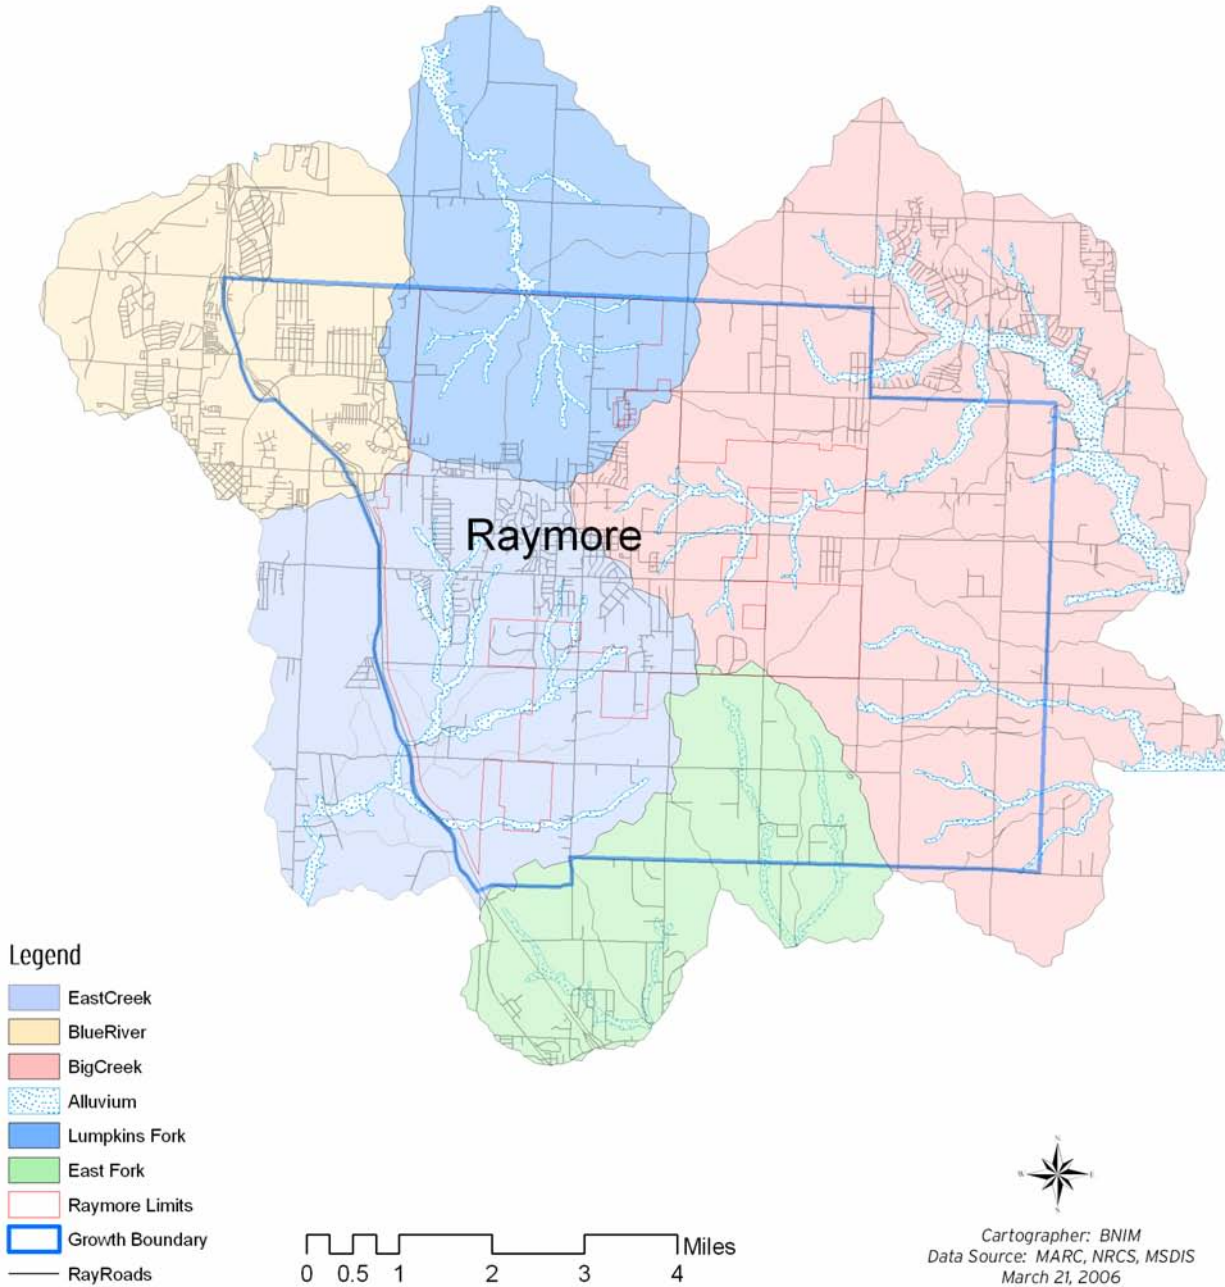 Raymore
Legend
EastCreek
BlueRiver
BigCreek
Alluvium
Lumpkins Fork
East Fork
Raymore Limits
Growth Boundary
RayRoads
Miles
0 0.5 1 2 3 4
N
W E
S
Cartographer: BNIM
Data Source: MARC, NRCS, MSDIS
March 21, 2006